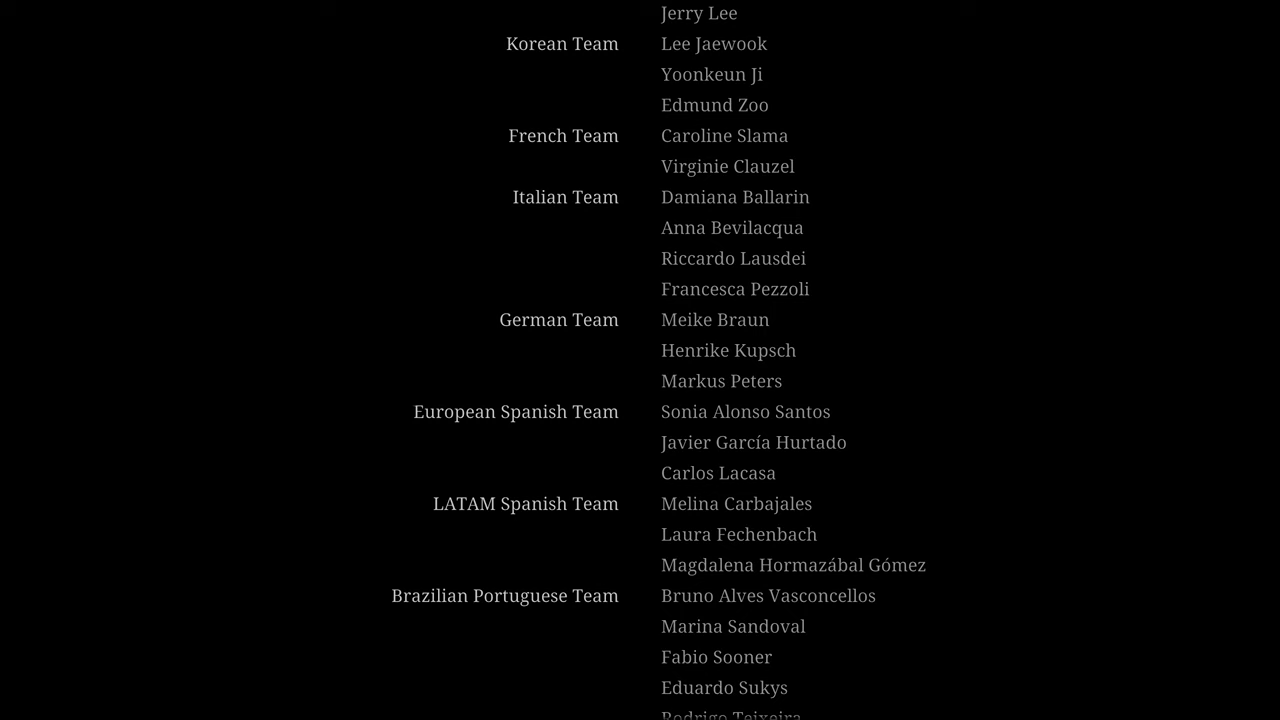 Jerry Lee
Korean Team Lee Jaewook
Yoonkeun Ji
Edmund Zoo
French Team Caroline Slama
Virginie Clauzel
Italian Team Damiana Ballarin
Anna Bevilacqua
Riccardo Lausdei
Francesca Pezzoli
German Team Meike Braun
Henrike Kupsch
Markus Peters
European Spanish Team Sonia Alonso Santos
Javier García Hurtado
Carlos Lacasa
LATAM Spanish Team Melina Carbajales
Laura Fechenbach
Magdalena Hormazábal Gómez
Brazilian Portuguese Team Bruno Alves Vasconcellos
Marina Sandoval
Fabio Sooner
Eduardo Sukys
Rodrigo Teixeira